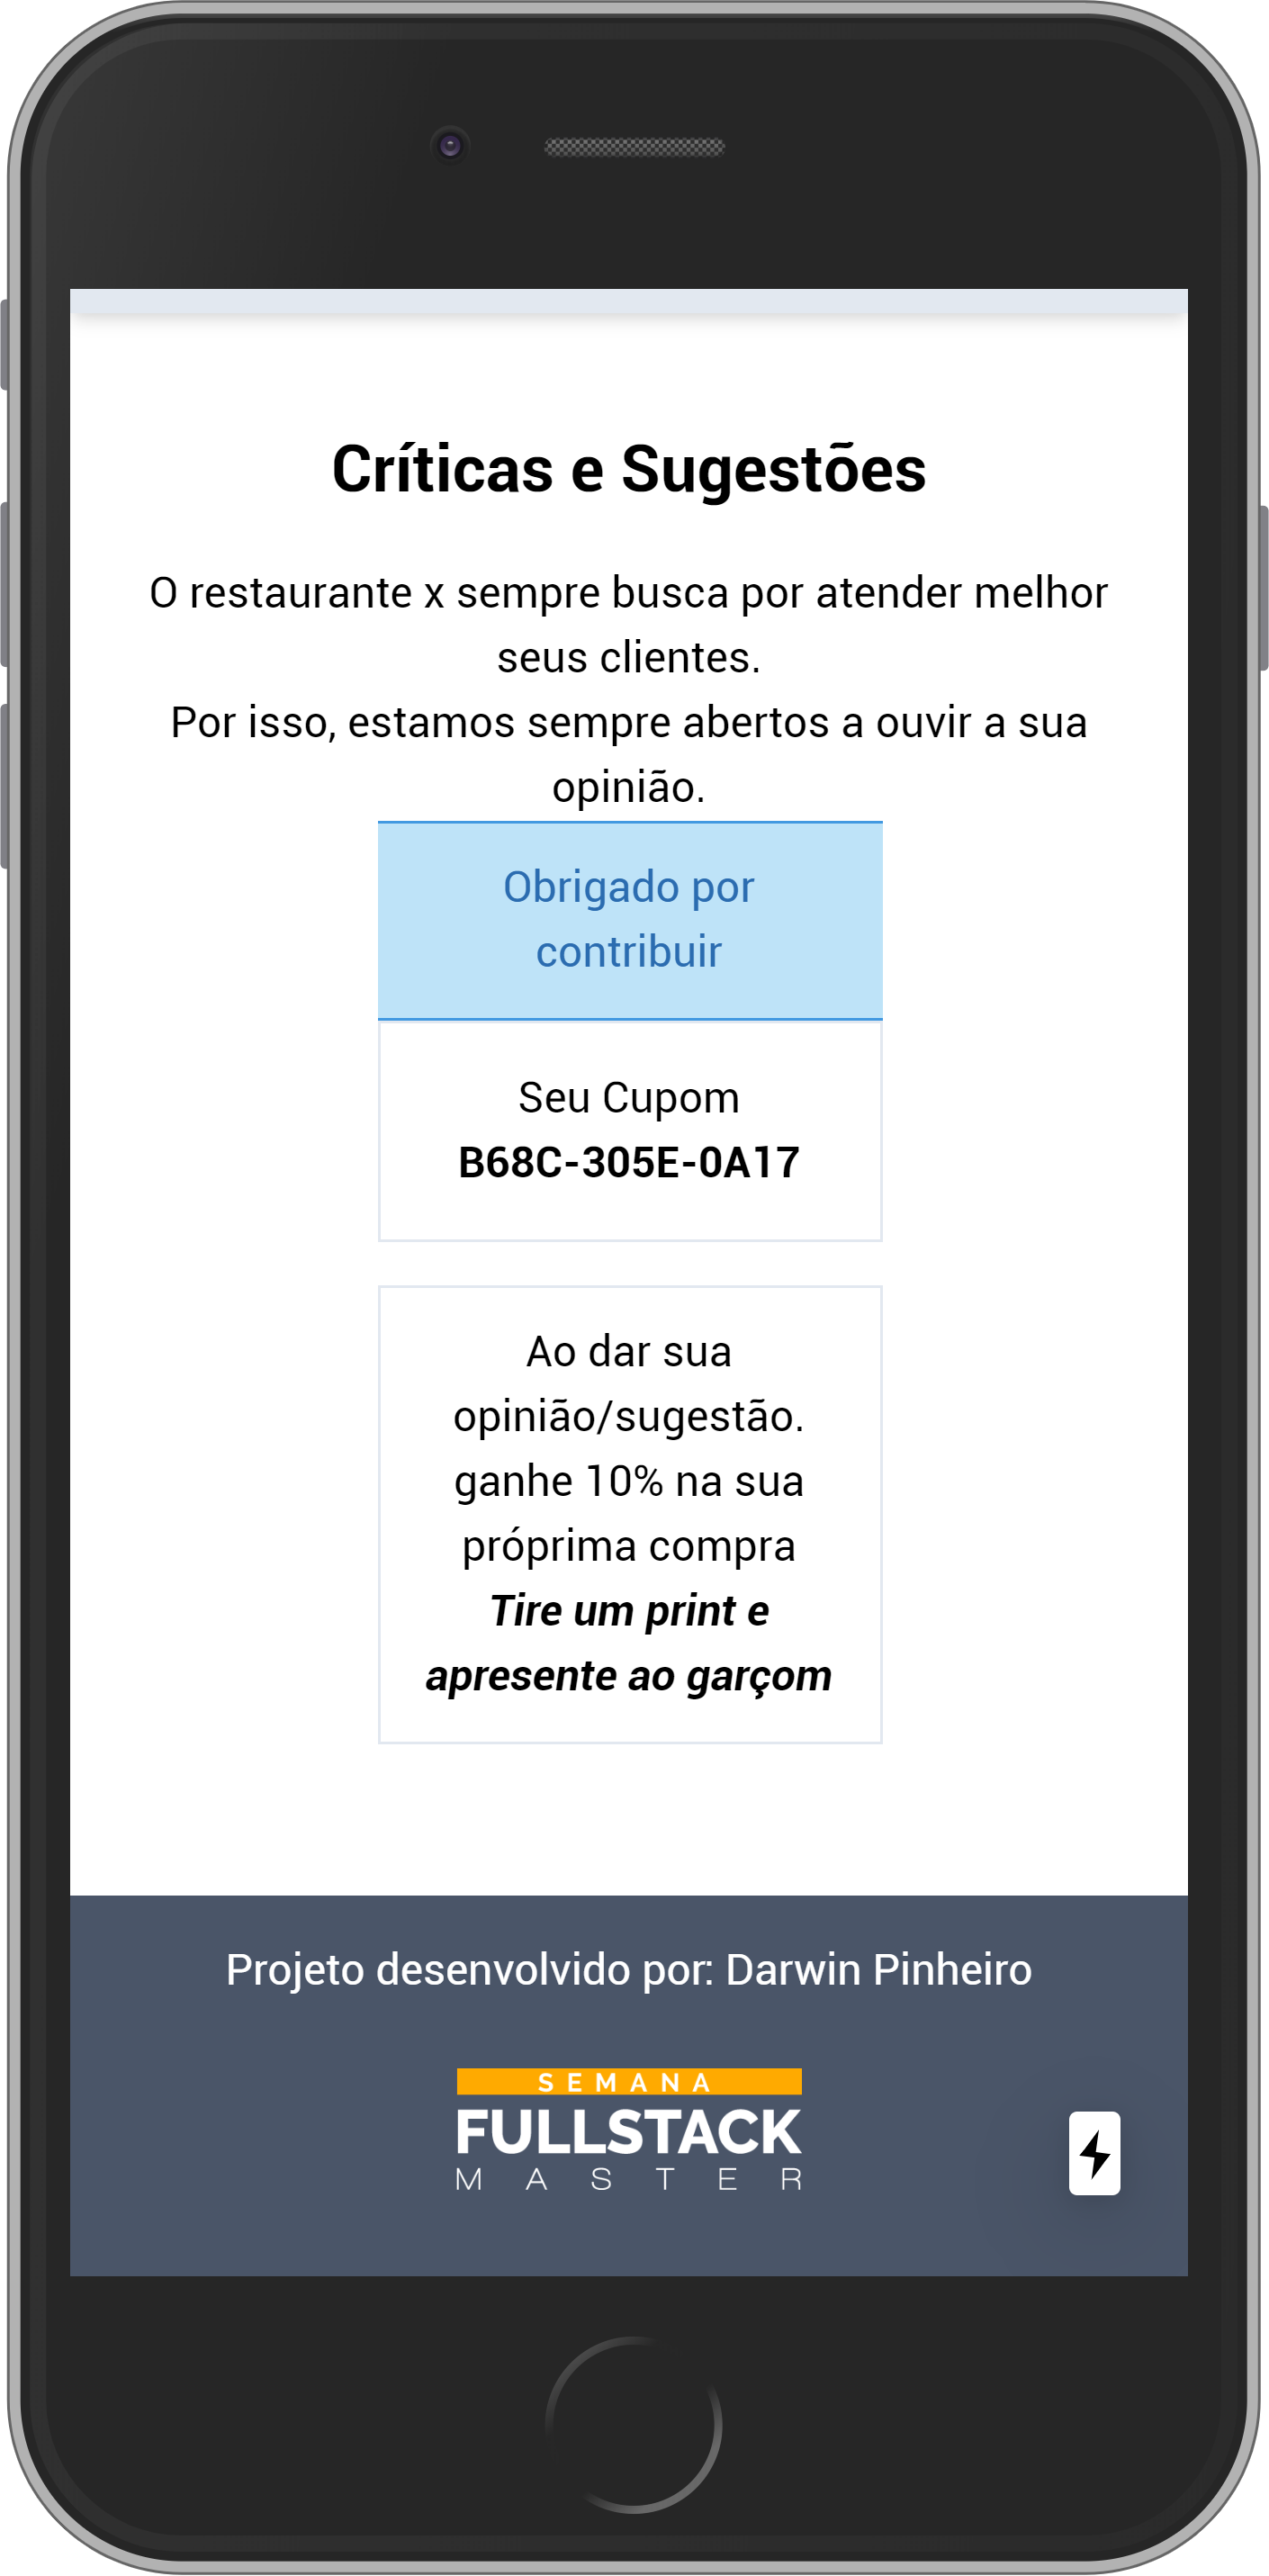 Críticas e Sugestões
O restaurante x sempre busca por atender melhor
seus clientes.
Por isso, estamos sempre abertos a ouvir a sua
opinião.
Obrigado por
contribuir
Seu Cupom
B68C-305E-0A17
Ao dar sua
opinião/sugestão.
ganhe 10% na sua
próprima compra
Tire um print e
apresente ao garçom
Projeto desenvolvido por: Darwin Pinheiro
SEMANA
FULLSTACK
MASTER